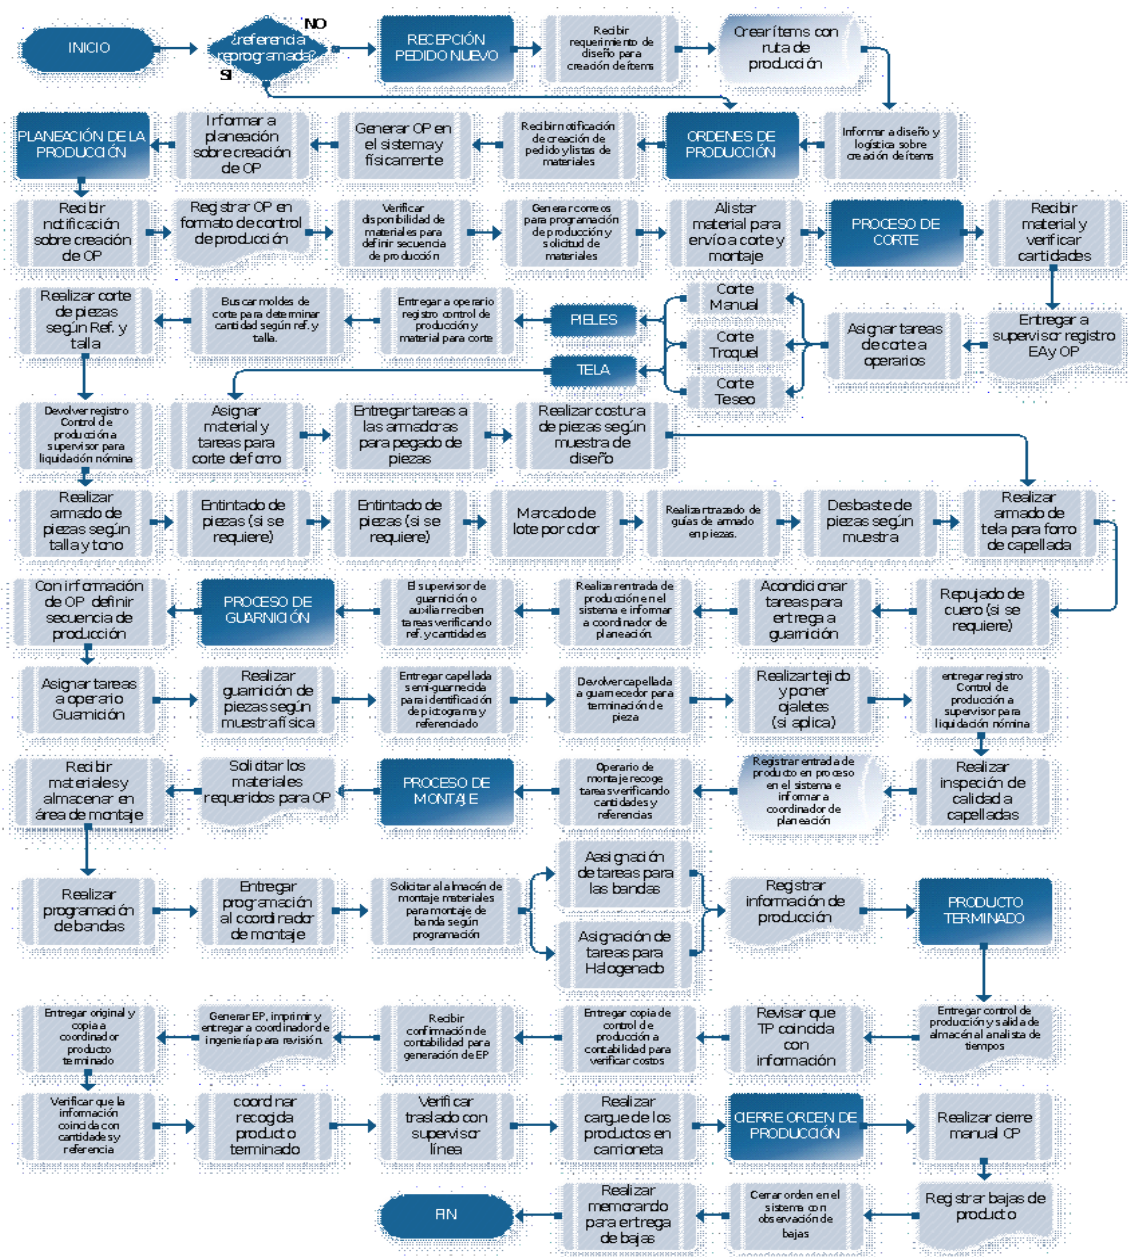 INICIO
¿referencia
reprogramada?
NO
SI
RECEPCIÓN
PEDIDO NUEVO
Recibir
requerimiento de
diseño para
creación de ítems
Crear ítems con
ruta de
producción
PLANEACIÓN DE LA
PRODUCCIÓN
Informar a
planeación
sobre creación
de OP
Generar OP en
el sistema y
físicamente
Recibir notificación
de creación de
pedido y listas de
materiales
ORDENES DE
PRODUCCIÓN
Informar a diseño y
logística sobre
creación de ítems
Recibir
notificación
sobre creación
de OP
Registrar OP en
formato de control
de producción
Verificar
disponibilidad de
materiales para
definir secuencia
de producción
Generar correos
para programación
de producción y
solicitud de
materiales
Alistar
material para
envío a corte y
montaje
PROCESO DE
CORTE
Recibir
material y
verificar
cantidades
Realizar corte
de piezas
según Ref. y
talla
Buscar moldes de
corte para determinar
cantidad según ref. y
talla.
Entregar a operario
registro control de
producción y
material para corte
PIELES
TELA
Corte
Manual
Corte
Troquel
Corte
Teseo
Asignar tareas
de corte a
operarios
Entregar a
supervisor registro
EA y OP
Devolver registro
Control de
producción a
supervisor para
liquidación nómina
Asignar
material y
tareas para
corte de forro
Entregar tareas a
las armadoras
para pegado de
piezas
Realizar costura
de piezas según
muestra de
diseño
Realizar
armado de
piezas según
talla y tono
Entintado de
piezas (si se
requiere)
Entintado de
piezas (si se
requiere)
Marcado de
lote por color
Realizar trazado de
guías de armado
en piezas.
Desbaste de
piezas según
muestra
Realizar
armado de
tela para forro
de capellada
Con información
de OP definir
secuencia de
producción
PROCESO DE
GUARNICIÓN
El supervisor de
guarnición o
auxiliar reciben
tareas verificando
ref. y cantidades
Realizar entrada de
producción en el
sistema e informar
a coordinador de
planeación.
Acondicionar
tareas para
entrega a
guarnición
Repujado de
cuero (si se
requiere)
Asignar tareas
a operario
Guarnición
Realizar
guarnición de
piezas según
muestra física
Entregar capellada
semi-guarnecida
para identificación
de pictograma y
referenciado
Devolver capellada
a guarnecedor para
terminación de
pieza
Realizar tejido
y poner
ojaletes
(si aplica)
entregar registro
Control de
producción a
supervisor para
liquidación nómina
Recibir
materiales y
almacenar en
área de montaje
Solicitar los
materiales
requeridos para OP
PROCESO DE
MONTAJE
Operario de
montaje recoge
tareas verificando
cantidades y
referencias
Registrar entrada de
producto en proceso
en el sistema e
informar a
coordinador de
planeación
Realizar
inspección de
calidad a
capelladas
Realizar
programación
de bandas
Entregar
programación
al coordinador
de montaje
Solicitar al almacén de
montaje materiales
para montaje de
banda según
programación
Aasignación
de tareas para
las bandas
Asignación de
tareas para
Halogenado
Registrar
información de
producción
PRODUCTO
TERMINADO
Entregar original y
copia a
coordinador
producto
terminado
Generar EP, imprimir y
entregar a coordinador de
ingeniería para revisión.
Recibir
confirmación de
contabilidad para
generación de EP
Entregar copia de
control de
producción a
contabilidad para
verificar costos
Revisar que
TP coincida
con
información
Entregar control de
producción y salida de
almacén al analista de
tiempos
Verificar que la
información
coincida con
cantidades y
referencia
coordinar
recogida
producto
terminado
Verificar
traslado con
supervisor
línea
Realizar
cargue de los
productos en
camioneta
CIERRE ORDEN DE
PRODUCCIÓN
Realizar cierre
manual CP
FIN
Realizar
memorando
para entrega
de bajas
Cerrar orden en el
sistema con
observación de
bajas
Registrar bajas de
producto